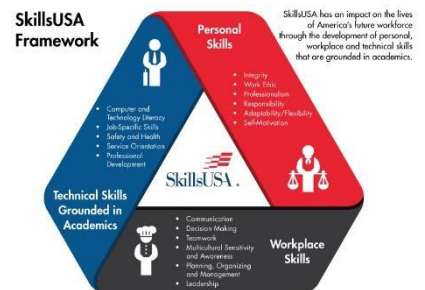 SkillsUSA
Framework
SkillsUSA has an impact on the lives
of America's future workforce
through the development of personal,
workplace and technical skills
that are grounded in academics.
Personal
Skills
• Integrity
• Work Ethic
• Professionalism
• Responsibility
• Adaptability/Flexibility
• Self-Motivation
• Computer and
Technology Literacy
• Job-Specific Skills
• Safety and Health
• Service Orientation
• Professional
Development
Technical Skills
Grounded in
Academics
SkillsUSA.
• Communication
• Decision Making
• Teamwork
• Multicultural Sensitivity
and Awareness
• Planning, Organizing
and Management
• Leadership
Workplace
Skills